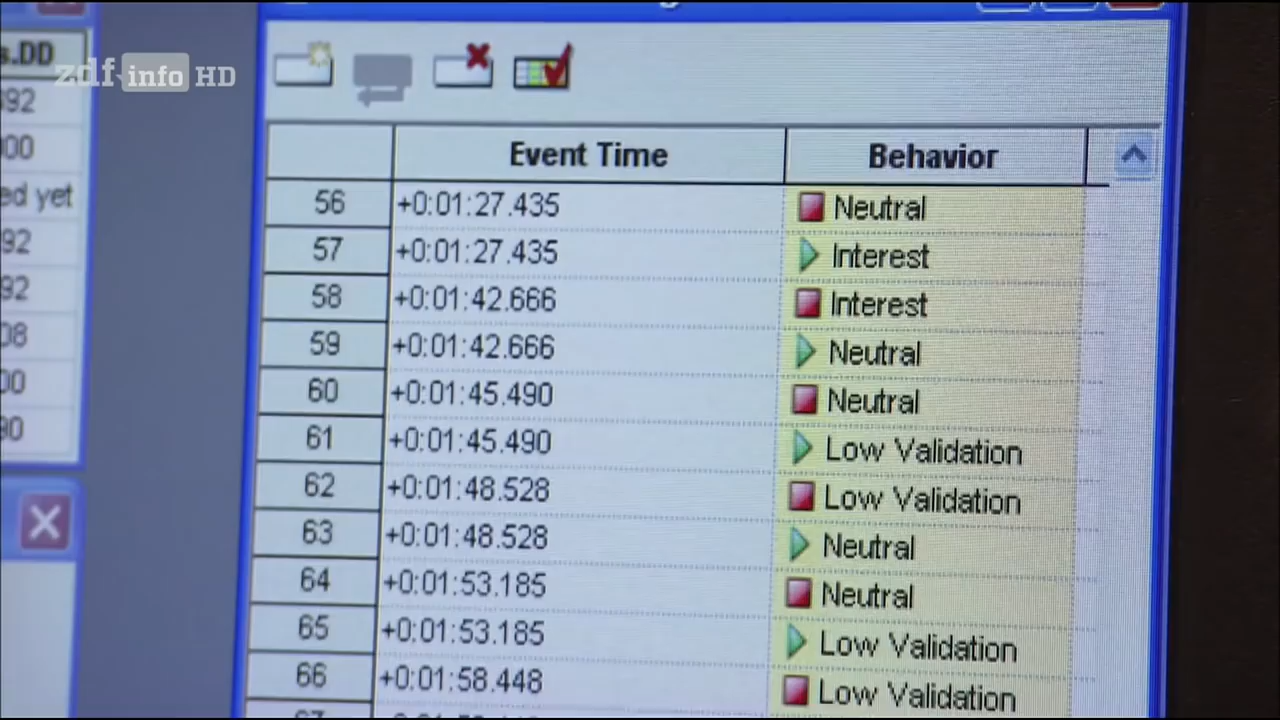 s.DD
zdf info HD
392
000
ed yet
92
92
08
00
90
Event Time Behavior
56 +0:01:27.435 Neutral
57 +0:01:27.435 Interest
58 +0:01:42.666 Interest
59 +0:01:42.666 Neutral
60 +0:01:45.490 Neutral
61 +0:01:45.490 Low Validation
62 +0:01:48.528 Low Validation
63 +0:01:48.528 Neutral
64 +0:01:53.185 Neutral
65 +0:01:53.185 Low Validation
66 +0:01:58.448 Low Validation